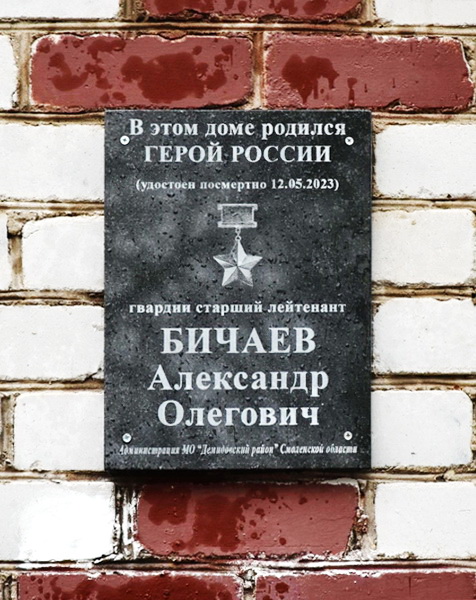 В этом доме родился
ГЕРОЙ РОССИИ
(удостоен посмертно 12.05.2023)
гвардии старший лейтенант
БИЧАЕВ
Александр
Олегович
Администрация МО "Демидовский район" Смоленской области